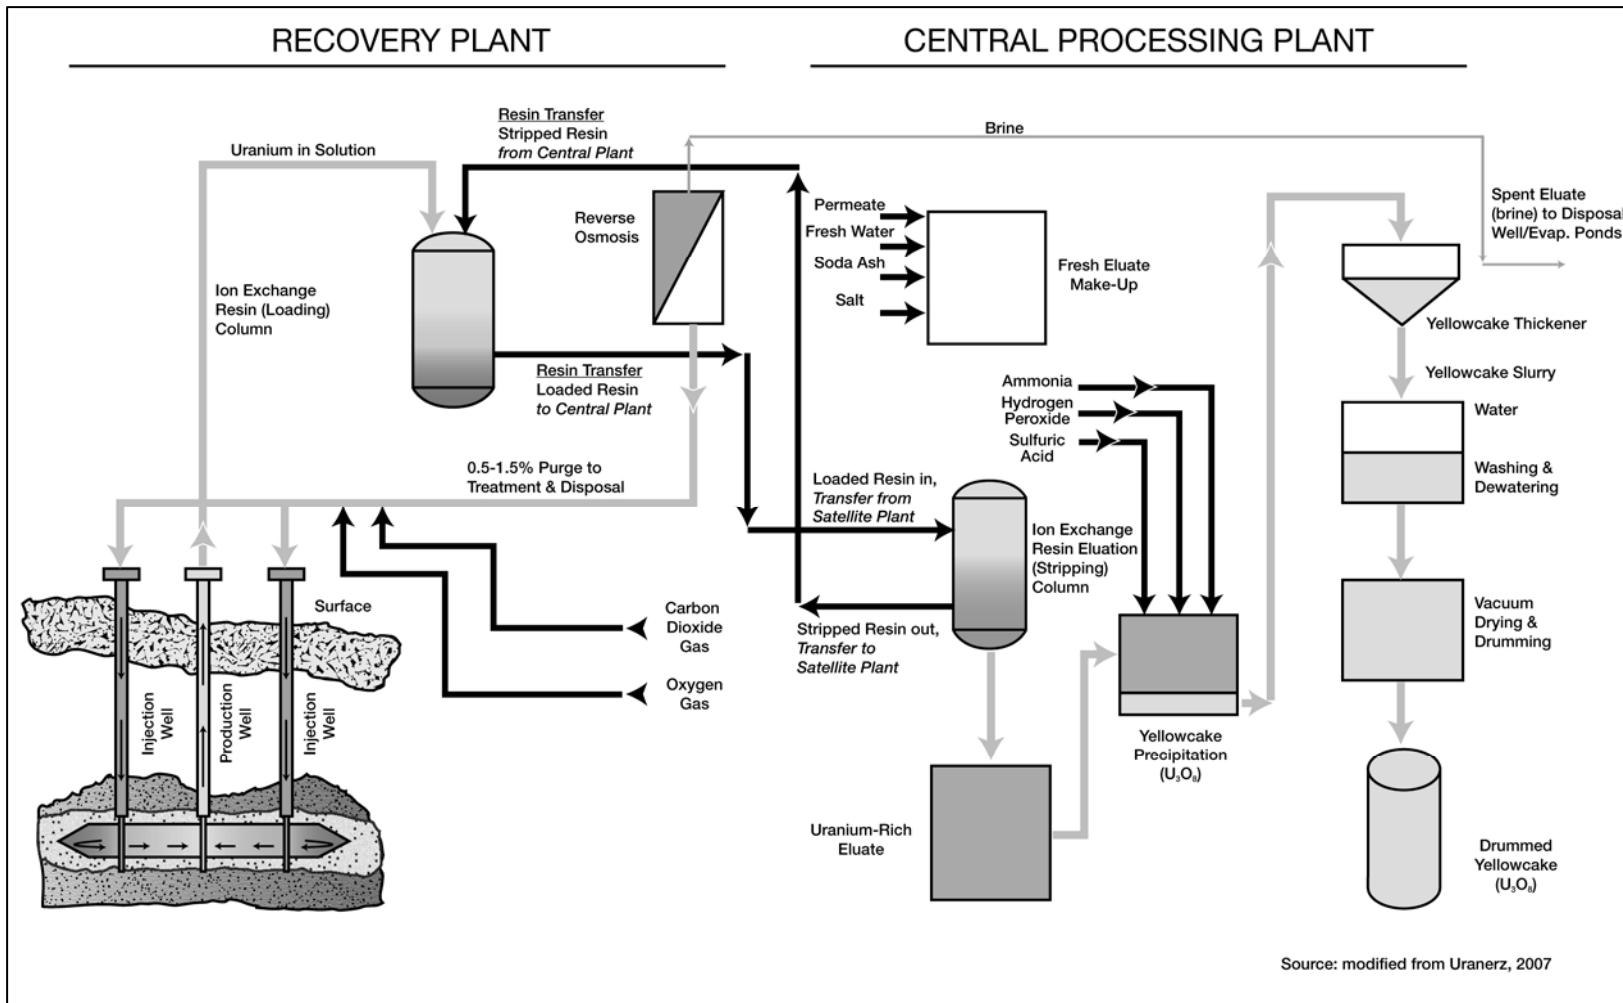 RECOVERY PLANT
CENTRAL PROCESSING PLANT
Resin Transfer
Stripped Resin
from Central Plant
Brine
Uranium in Solution
Reverse
Osmosis
Permeate
Fresh Water
Soda Ash
Salt
Fresh Eluate
Make-Up
Spent Eluate
(brine) to Disposal
Well/Evap. Ponds
Ion Exchange
Resin (Loading)
Column
Yellowcake Thickener
Resin Transfer
Loaded Resin
to Central Plant
Yellowcake Slurry
Ammonia
Hydrogen
Peroxide
Sulfuric
Acid
Water
Washing &
Dewatering
0.5-1.5% Purge to
Treatment & Disposal
Loaded Resin in,
Transfer from
Satellite Plant
Ion Exchange
Resin Eluation
(Stripping)
Column
Surface
Carbon
Dioxide
Gas
Oxygen
Gas
Stripped Resin out,
Transfer to
Satellite Plant
Vacuum
Drying &
Drumming
Injection
Well
Production
Well
Injection
Well
Yellowcake
Precipitation
(U₃O₈)
Uranium-Rich
Eluate
Drummed
Yellowcake
(U₃O₈)
Source: modified from Uranerz, 2007